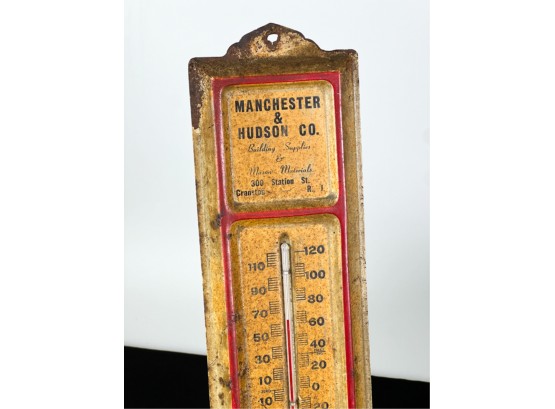 MANCHESTER
&
HUDSON CO.
Building Supplies
&
Mason Materials
300 Station St.
Cranston R. I.
120
110
100
90
80
70
60
50
40
30
20
10
0
10
20